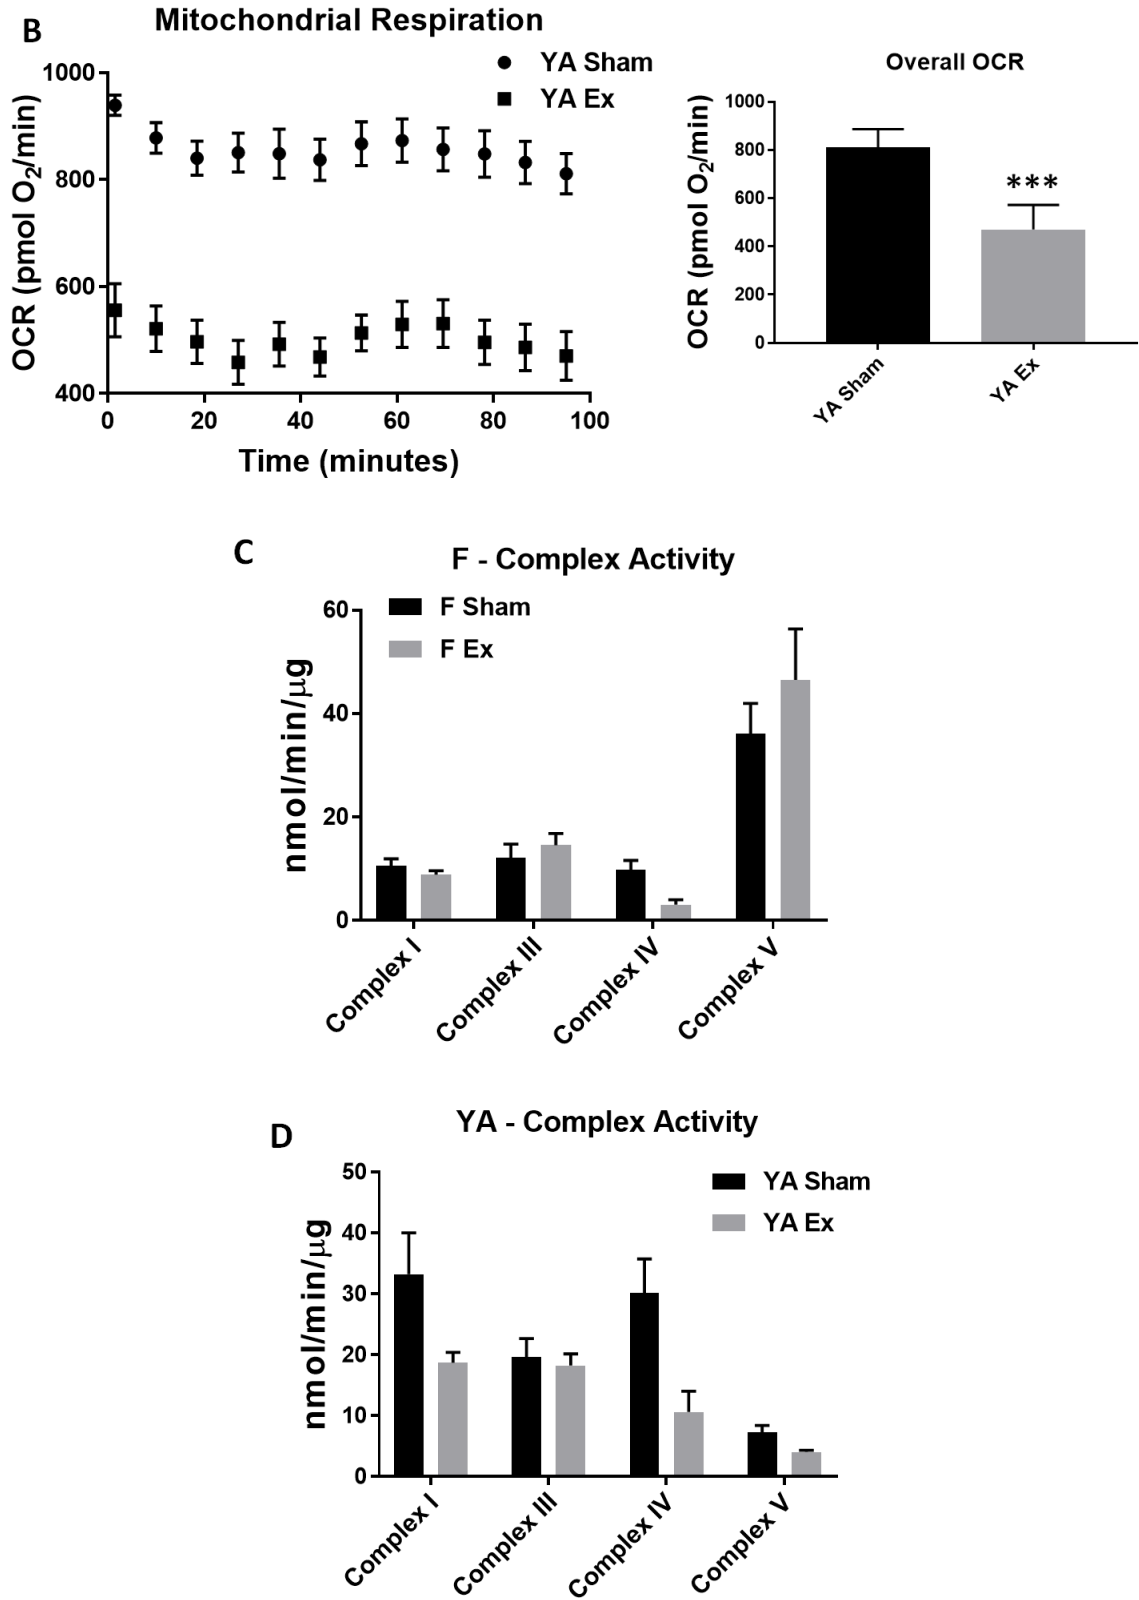 B
Mitochondrial Respiration
YA Sham
YA Ex
OCR (pmol O2/min)
1000
800
600
400
0 20 40 60 80 100
Time (minutes)
Overall OCR
OCR (pmol O2/min)
1000
800
600
400
200
0
***
YA Sham
YA Ex
C
F - Complex Activity
F Sham
F Ex
nmol/min/μg
60
40
20
0
Complex I
Complex III
Complex IV
Complex V
D
YA - Complex Activity
YA Sham
YA Ex
nmol/min/μg
50
40
30
20
10
0
Complex I
Complex III
Complex IV
Complex V